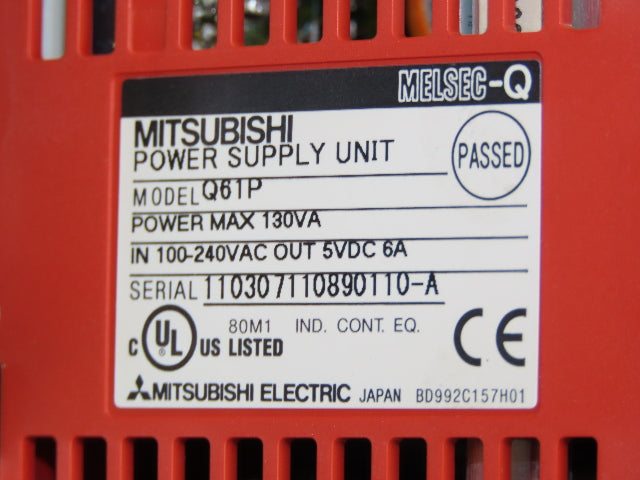 MELSEC-Q
MITSUBISHI
POWER SUPPLY UNIT
PASSED
MODEL Q61P
POWER MAX 130VA
IN 100-240VAC OUT 5VDC 6A
SERIAL 110307110890110-A
C UL US LISTED
80M1 IND. CONT. EQ.
CE
MITSUBISHI ELECTRIC JAPAN BD992C157H01